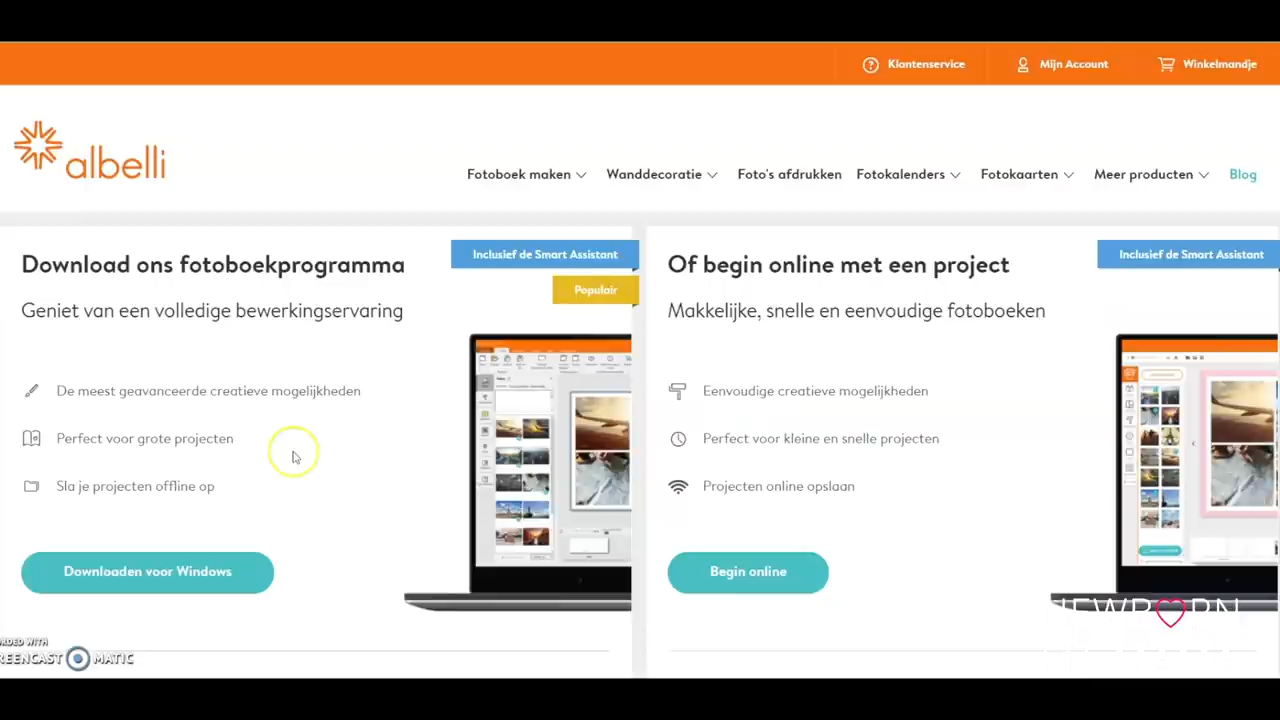 Klantenservice
Mijn Account
Winkelmandje
albelli
Fotoboek maken
Wanddecoratie
Foto's afdrukken
Fotokalenders
Fotokaarten
Meer producten
Blog
Inclusief de Smart Assistant
Download ons fotoboekprogramma
Populair
Geniet van een volledige bewerkingservaring
De meest geavanceerde creatieve mogelijkheden
Perfect voor grote projecten
Sla je projecten offline op
Downloaden voor Windows
Inclusief de Smart Assistant
Of begin online met een project
Makkelijke, snelle en eenvoudige fotoboeken
Eenvoudige creatieve mogelijkheden
Perfect voor kleine en snelle projecten
Projecten online opslaan
Begin online